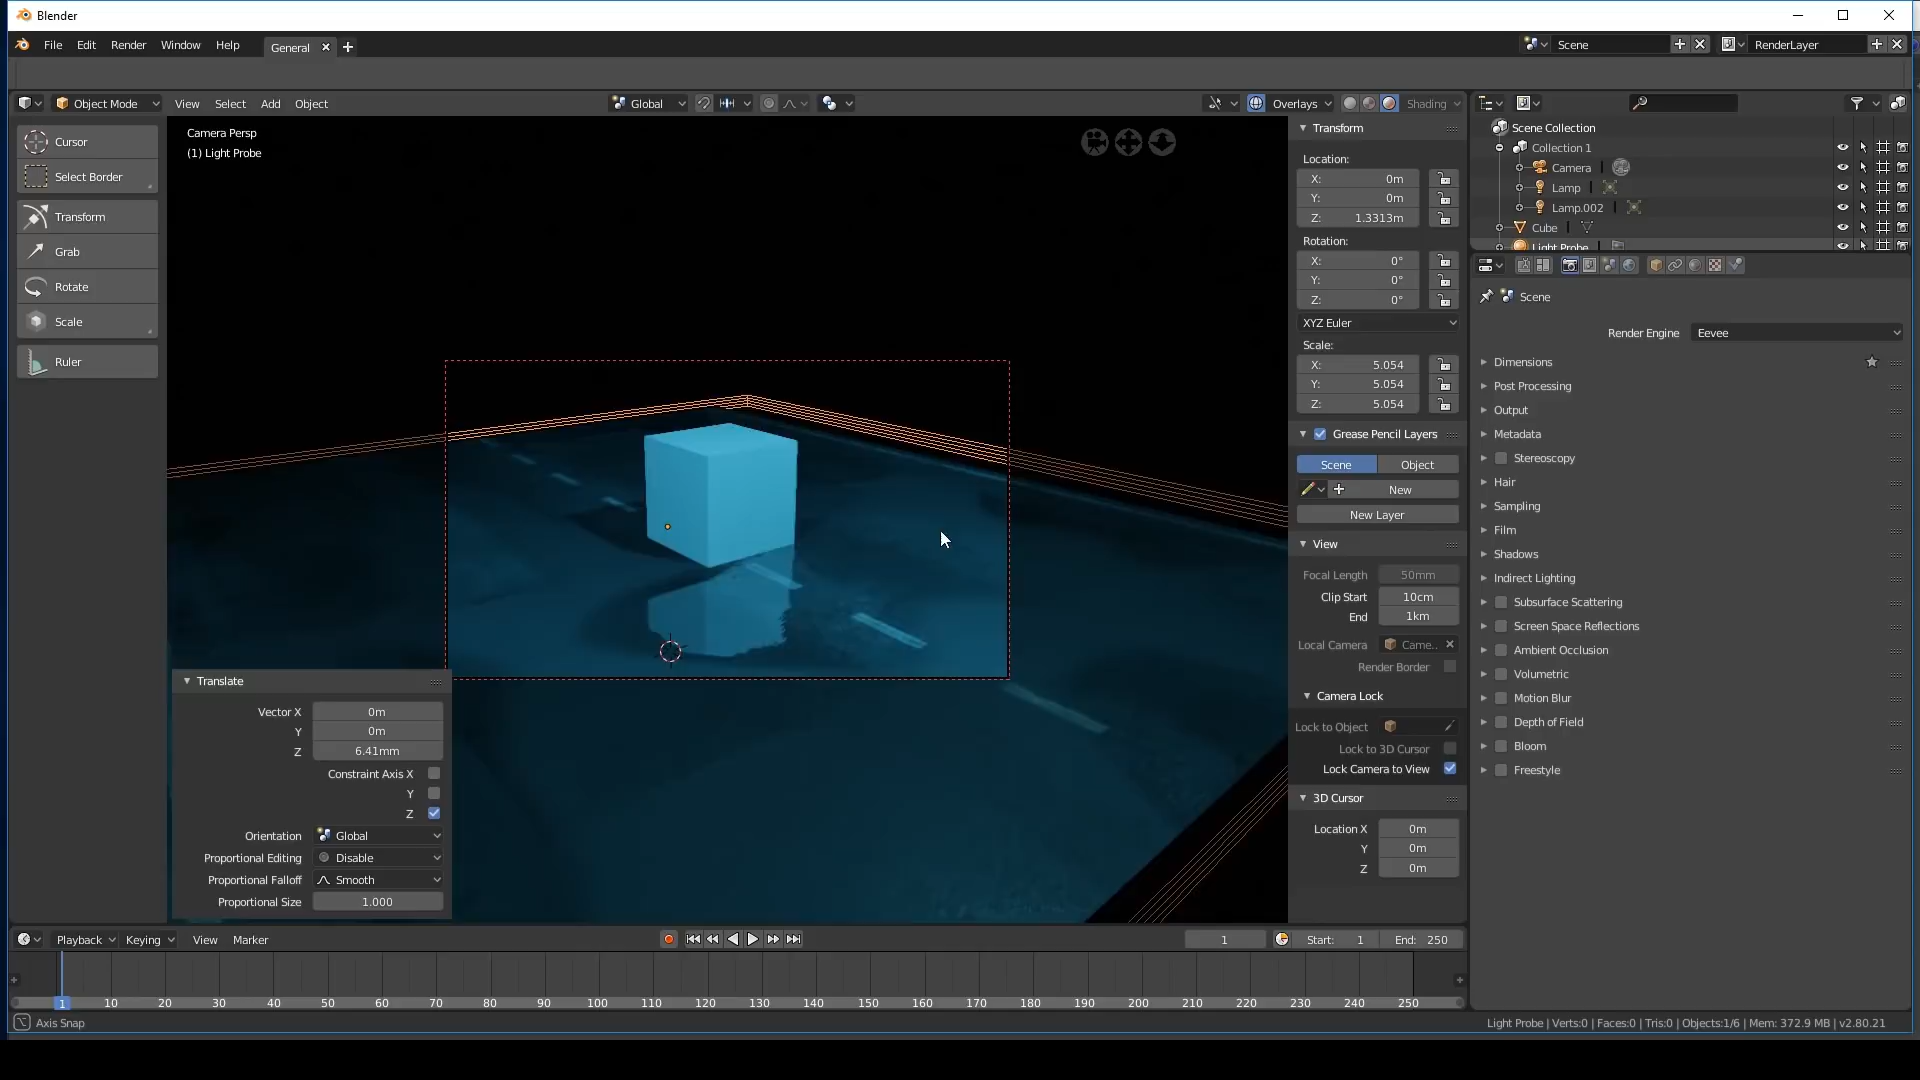 Blender
File Edit Render Window Help General Scene RenderLayer
Object Mode View Select Add Object Global Overlays Shading
Cursor
Select Border
Transform
Grab
Rotate
Scale
Ruler
Camera Persp
(1) Light Probe
Translate
Vector X 0m
Y 0m
Z 6.41mm
Constraint Axis X
Y
Z
Orientation Global
Proportional Editing Disable
Proportional Falloff Smooth
Proportional Size 1.000
Transform
Location:
X: 0m
Y: 0m
Z: 1.3313m
Rotation:
X: 0°
Y: 0°
Z: 0°
XYZ Euler
Scale:
X: 5.054
Y: 5.054
Z: 5.054
Grease Pencil Layers
Scene Object
New
New Layer
View
Focal Length 50mm
Clip Start 10cm
End 1km
Local Camera Came..
Render Border
Camera Lock
Lock to Object
Lock to 3D Cursor
Lock Camera to View
3D Cursor
Location X 0m
Y 0m
Z 0m
Scene Collection
Collection 1
Camera
Lamp
Lamp.002
Cube
Light Probe
Scene
Render Engine Eevee
Dimensions
Post Processing
Output
Metadata
Stereoscopy
Hair
Sampling
Film
Shadows
Indirect Lighting
Subsurface Scattering
Screen Space Reflections
Ambient Occlusion
Volumetric
Motion Blur
Depth of Field
Bloom
Freestyle
Playback Keying View Marker 1 Start: 1 End: 250
1 10 20 30 40 50 60 70 80 90 100 110 120 130 140 150 160 170 180 190 200 210 220 230 240 250
Axis Snap
Light Probe | Verts:0 | Faces:0 | Tris:0 | Objects:1/6 | Mem: 372.9 MB | v2.80.21